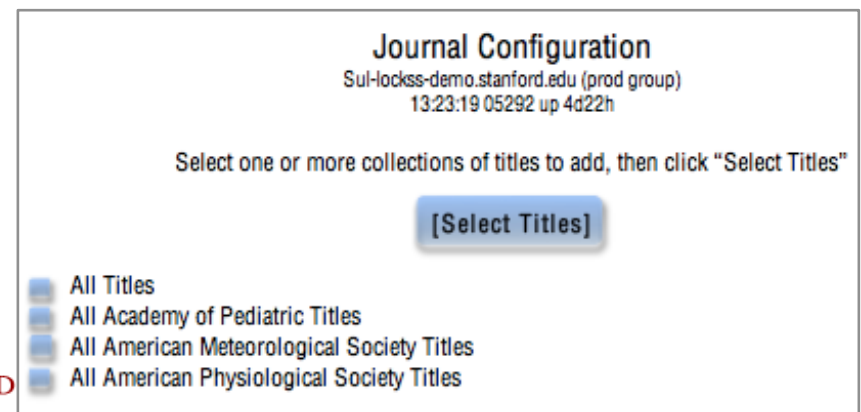 Journal Configuration
Sul-lockss-demo.stanford.edu (prod group)
13:23:19 05292 up 4d22h
Select one or more collections of titles to add, then click “Select Titles”
[Select Titles]
All Titles
All Academy of Pediatric Titles
All American Meteorological Society Titles
All American Physiological Society Titles
D